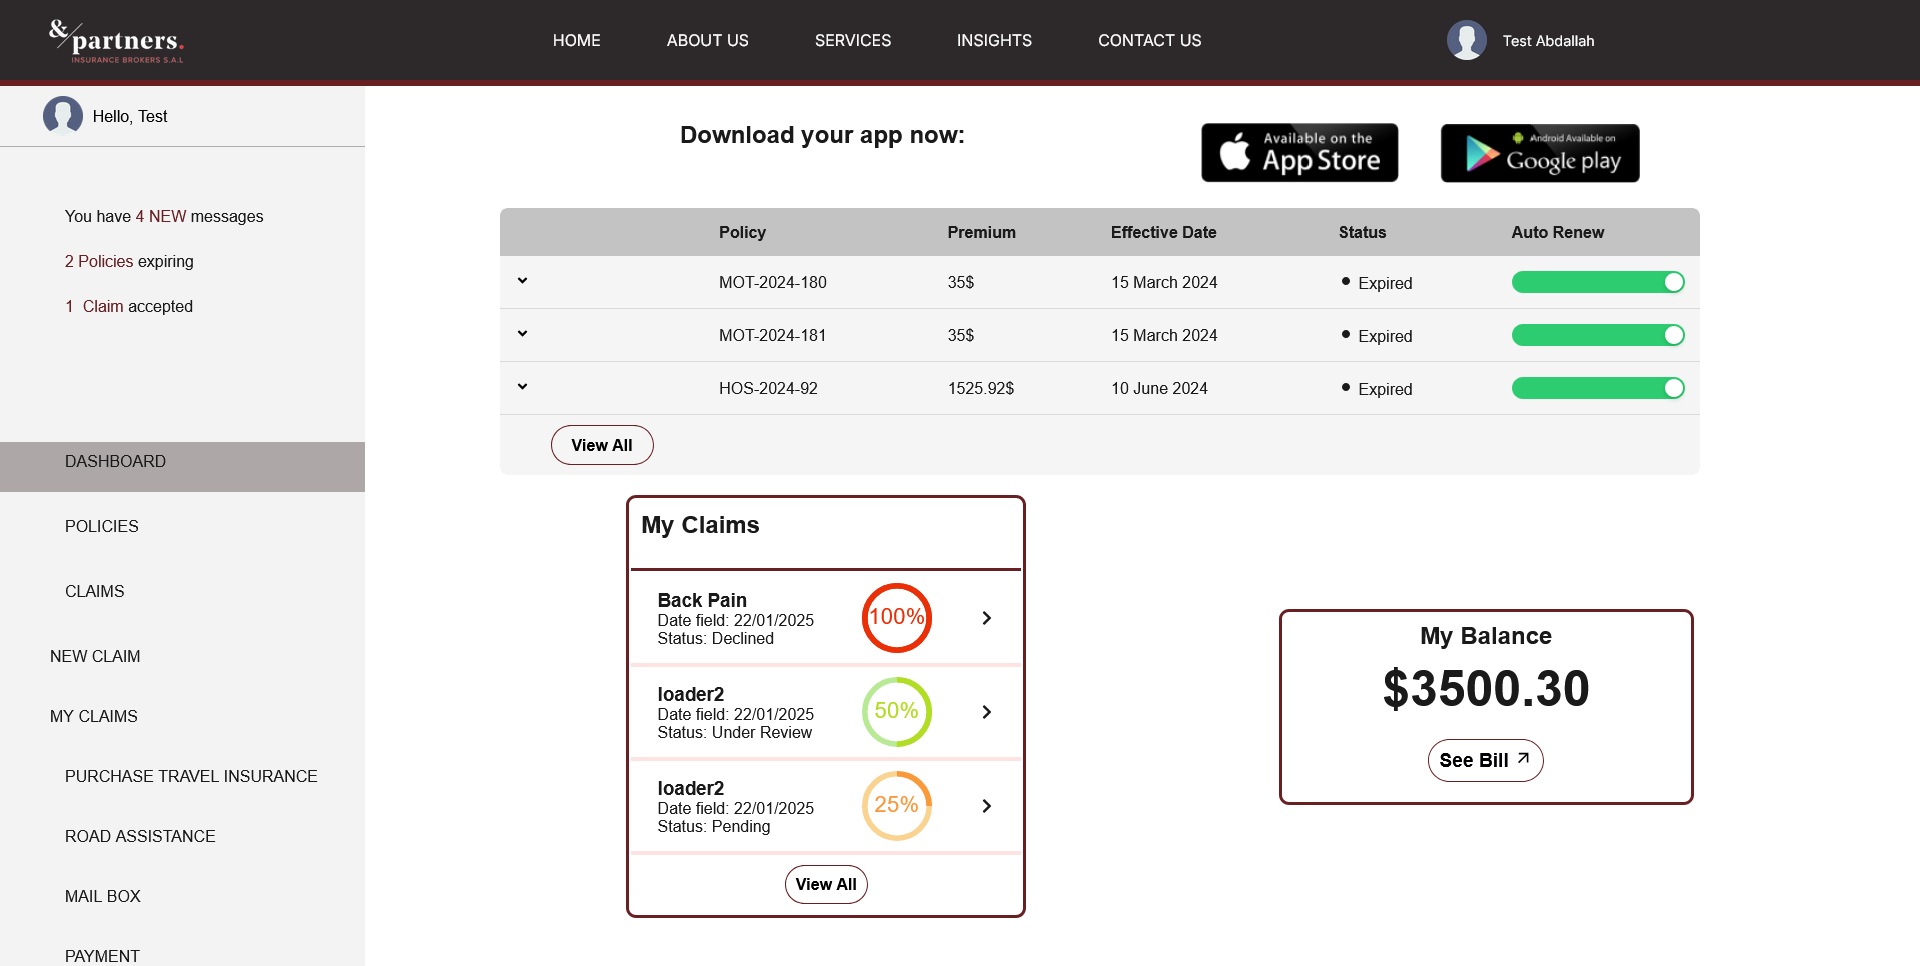 &/partners.
INSURANCE BROKERS S.A.L
HOME ABOUT US SERVICES INSIGHTS CONTACT US
Test Abdallah
Hello, Test
You have 4 NEW messages
2 Policies expiring
1 Claim accepted
DASHBOARD
POLICIES
CLAIMS
NEW CLAIM
MY CLAIMS
PURCHASE TRAVEL INSURANCE
ROAD ASSISTANCE
MAIL BOX
PAYMENT
Download your app now:
Available on the
App Store
Android Available on
Google play
Policy Premium Effective Date Status Auto Renew
MOT-2024-180 35$ 15 March 2024 Expired
MOT-2024-181 35$ 15 March 2024 Expired
HOS-2024-92 1525.92$ 10 June 2024 Expired
View All
My Claims
Back Pain
Date field: 22/01/2025
Status: Declined
100%
loader2
Date field: 22/01/2025
Status: Under Review
50%
loader2
Date field: 22/01/2025
Status: Pending
25%
View All
My Balance
$3500.30
See Bill